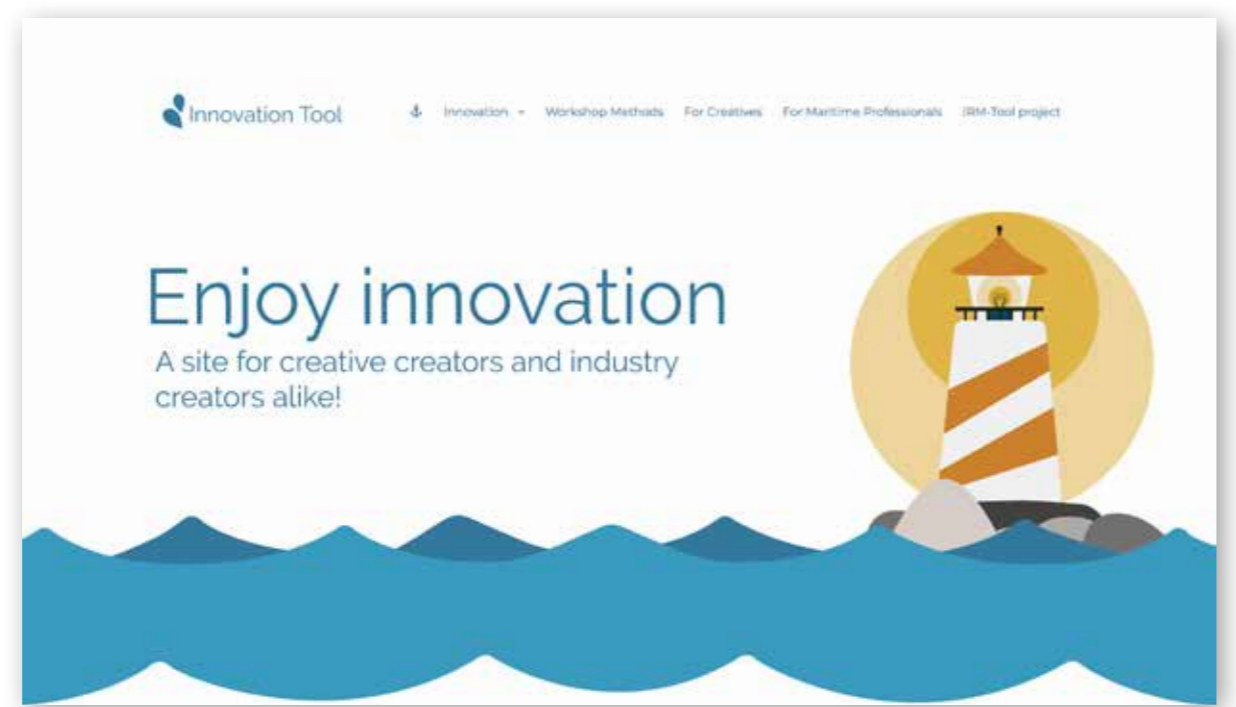 Innovation Tool
Innovation Workshop Methods For Creatives For Maritime Professionals IRM-Tool project
Enjoy innovation
A site for creative creators and industry
creators alike!